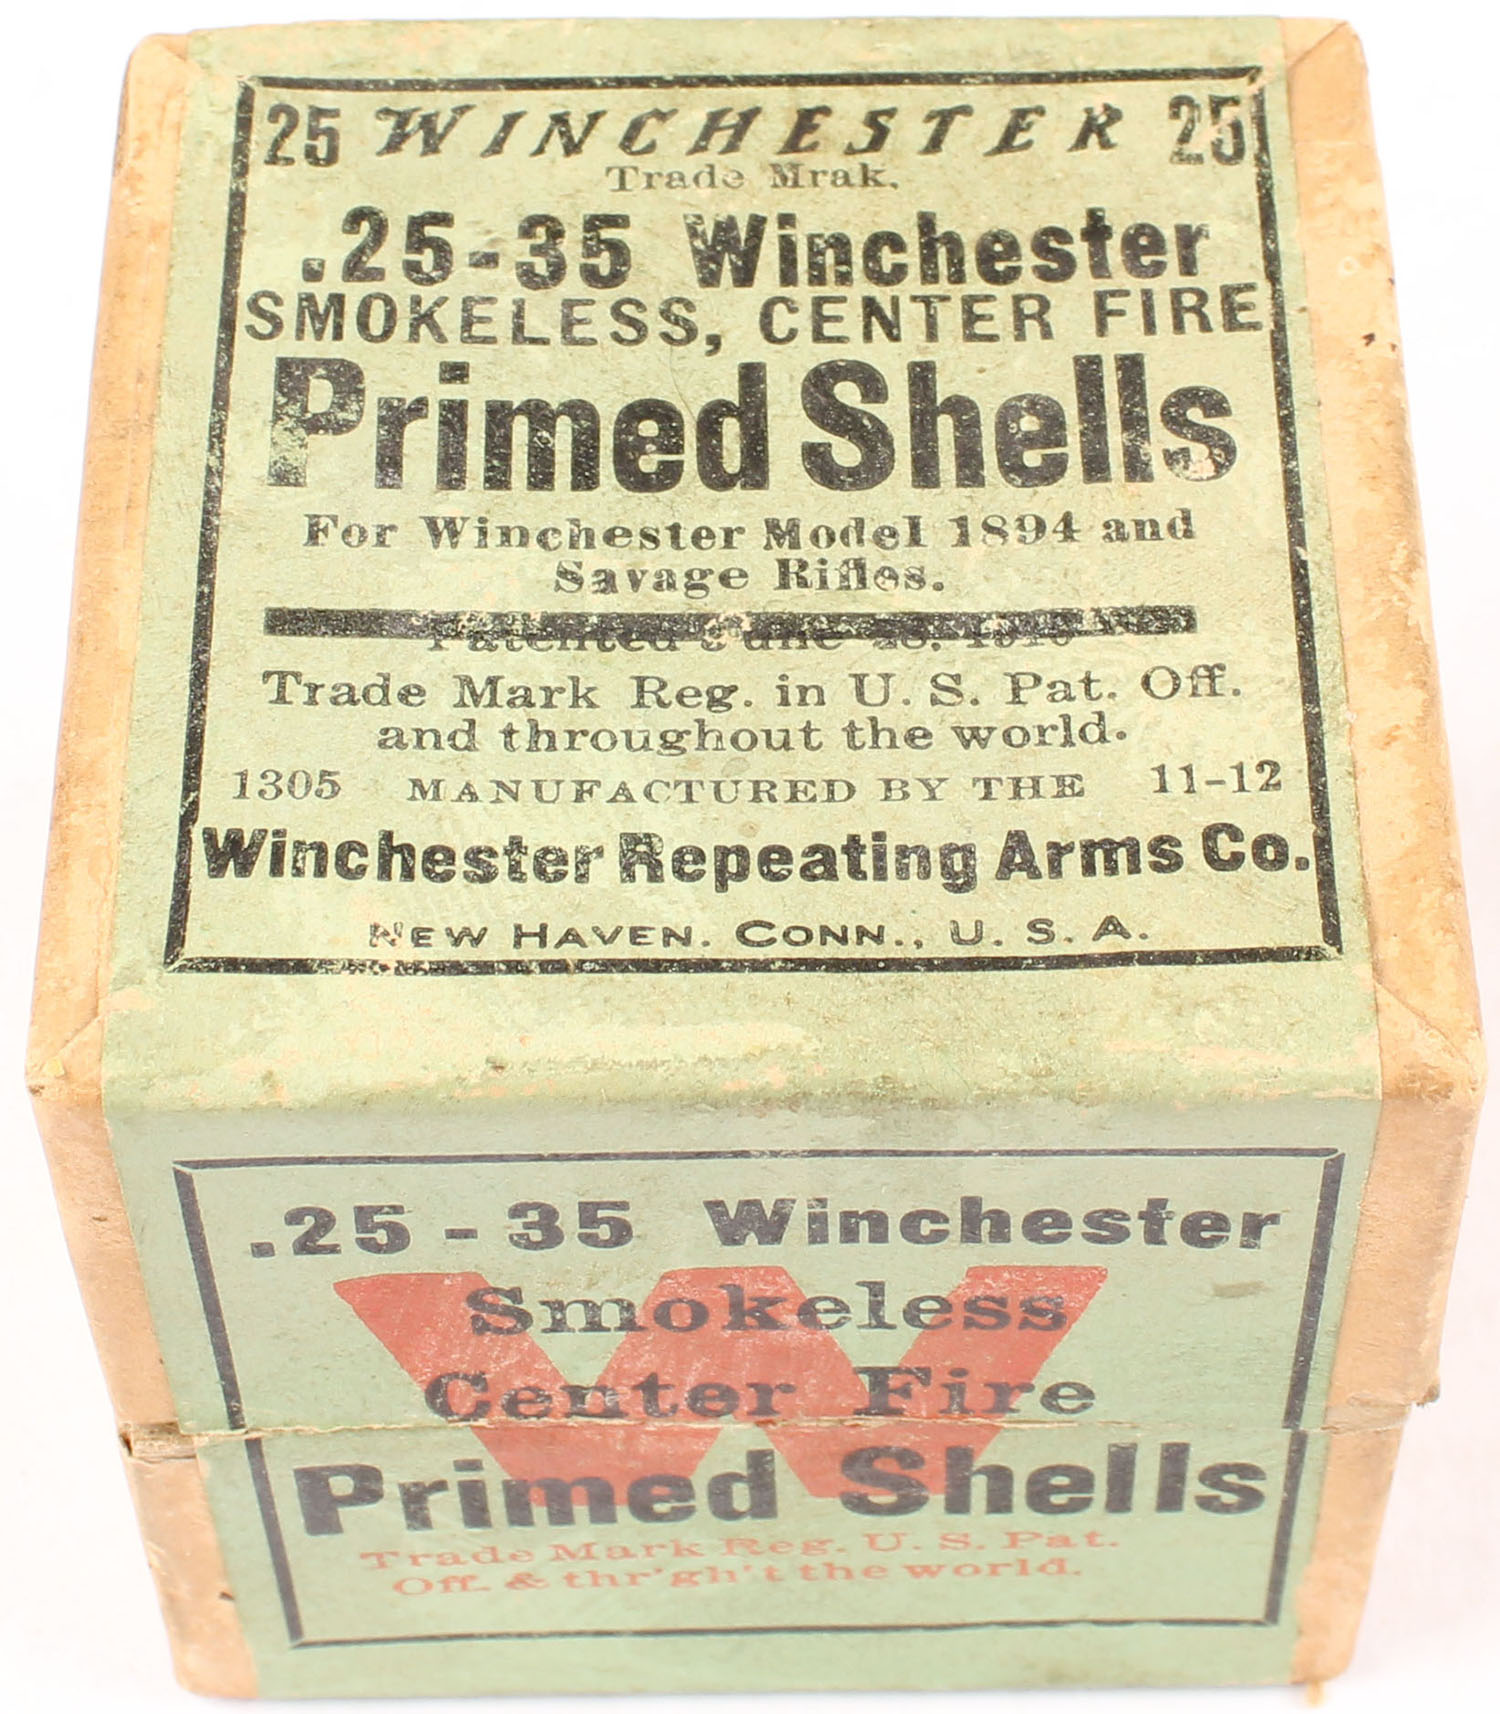 25 WINCHESTER 25
Trade Mrak.
.25-35 Winchester
SMOKELESS, CENTER FIRE
Primed Shells
For Winchester Model 1894 and
Savage Rifles.
Patented June
Trade Mark Reg. in U. S. Pat. Off.
and throughout the world.
1305 MANUFACTURED BY THE 11-12
Winchester Repeating Arms Co.
NEW HAVEN. CONN., U. S. A.
.25-35 Winchester
W
Smokeless
Center Fire
Primed Shells
Trade Mark Reg. U. S. Pat.
Off. & thr'gh't the world.